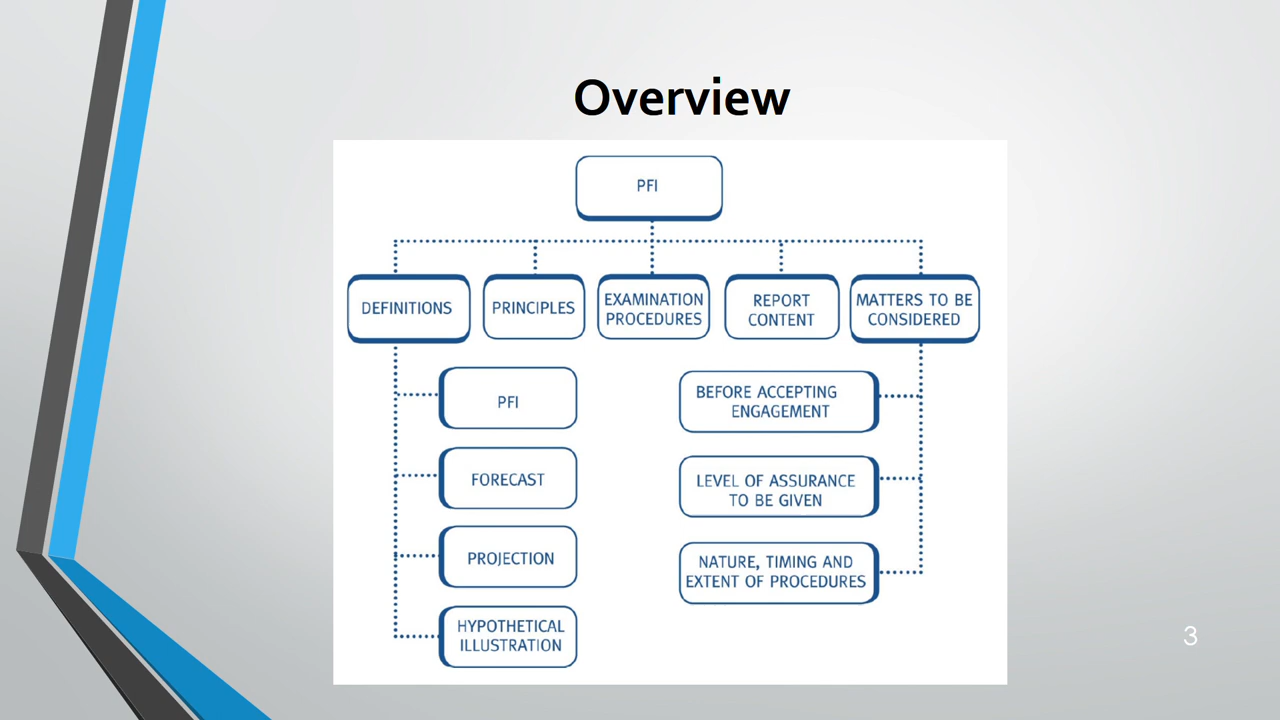 Overview
PFI
DEFINITIONS
PRINCIPLES
EXAMINATION
PROCEDURES
REPORT
CONTENT
MATTERS TO BE
CONSIDERED
PFI
FORECAST
PROJECTION
HYPOTHETICAL
ILLUSTRATION
BEFORE ACCEPTING
ENGAGEMENT
LEVEL OF ASSURANCE
TO BE GIVEN
NATURE, TIMING AND
EXTENT OF PROCEDURES
3